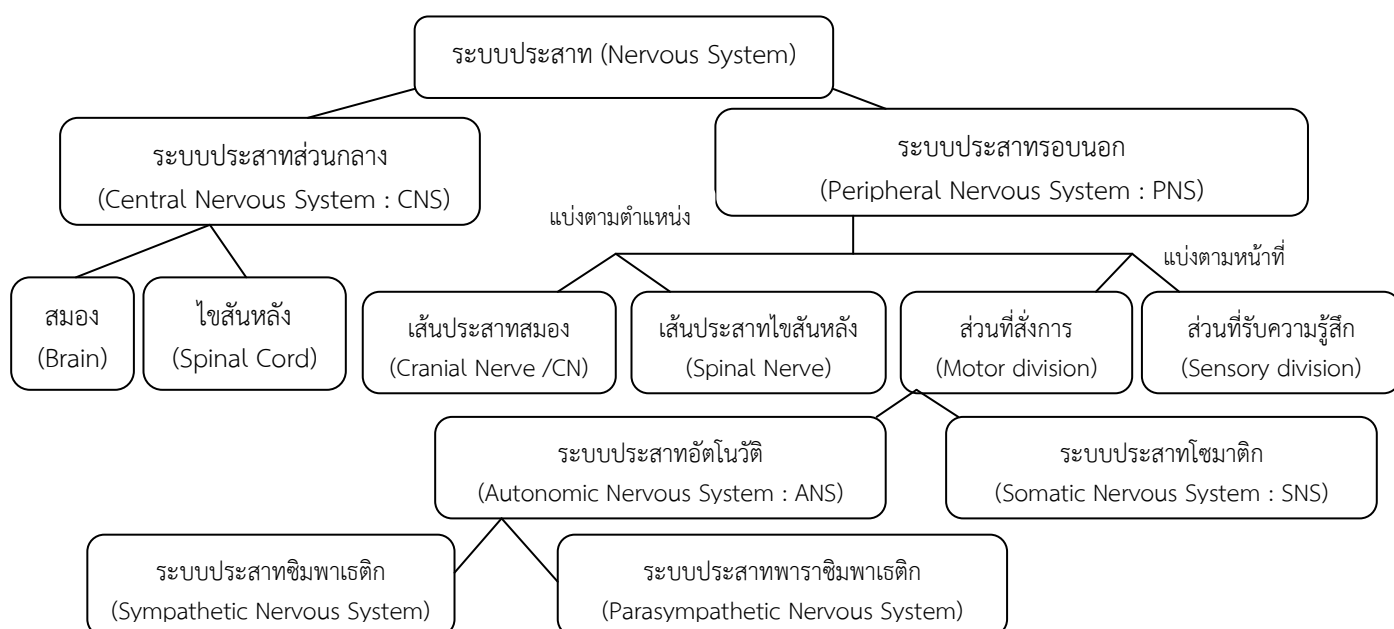 ระบบประสาท (Nervous System)
ระบบประสาทส่วนกลาง
(Central Nervous System : CNS)
ระบบประสาทรอบนอก
(Peripheral Nervous System : PNS)
แบ่งตามตำแหน่ง
แบ่งตามหน้าที่
สมอง
(Brain)
ไขสันหลัง
(Spinal Cord)
เส้นประสาทสมอง
(Cranial Nerve /CN)
เส้นประสาทไขสันหลัง
(Spinal Nerve)
ส่วนที่สั่งการ
(Motor division)
ส่วนที่รับความรู้สึก
(Sensory division)
ระบบประสาทอัตโนวัติ
(Autonomic Nervous System : ANS)
ระบบประสาทโซมาติก
(Somatic Nervous System : SNS)
ระบบประสาทซิมพาเธติก
(Sympathetic Nervous System)
ระบบประสาทพาราซิมพาเธติก
(Parasympathetic Nervous System)